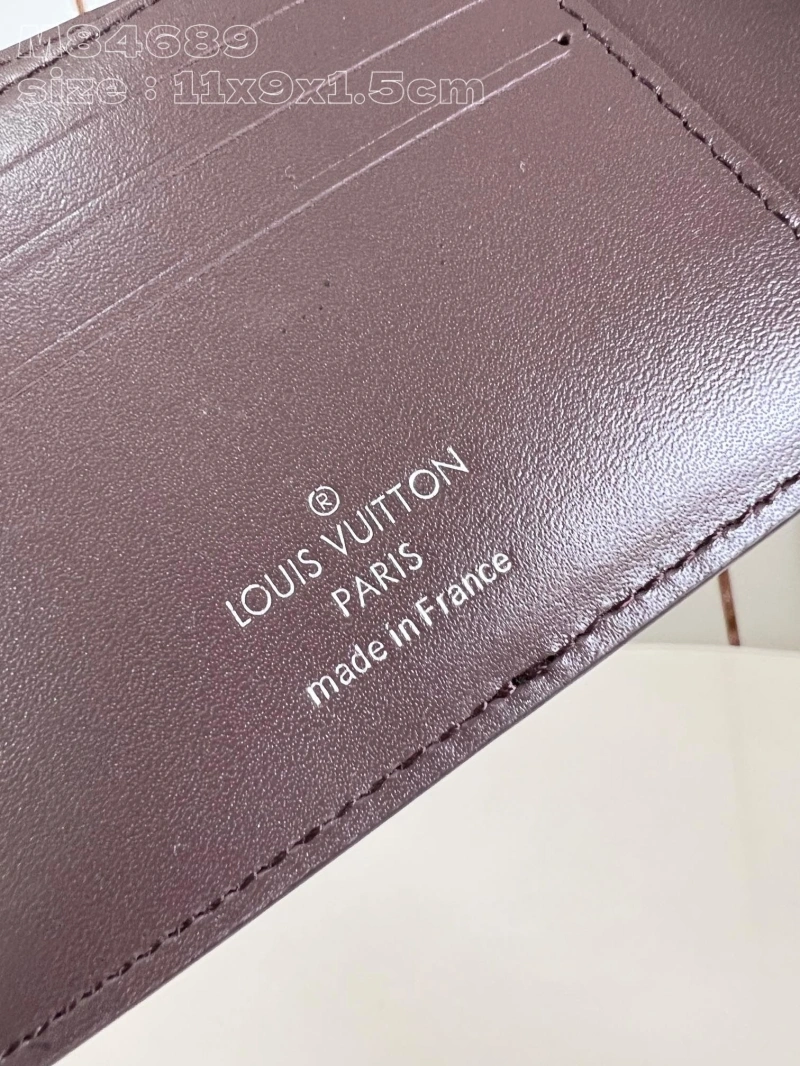 M84689
size : 11x9x1.5cm
®
LOUIS VUITTON
PARIS
made in France